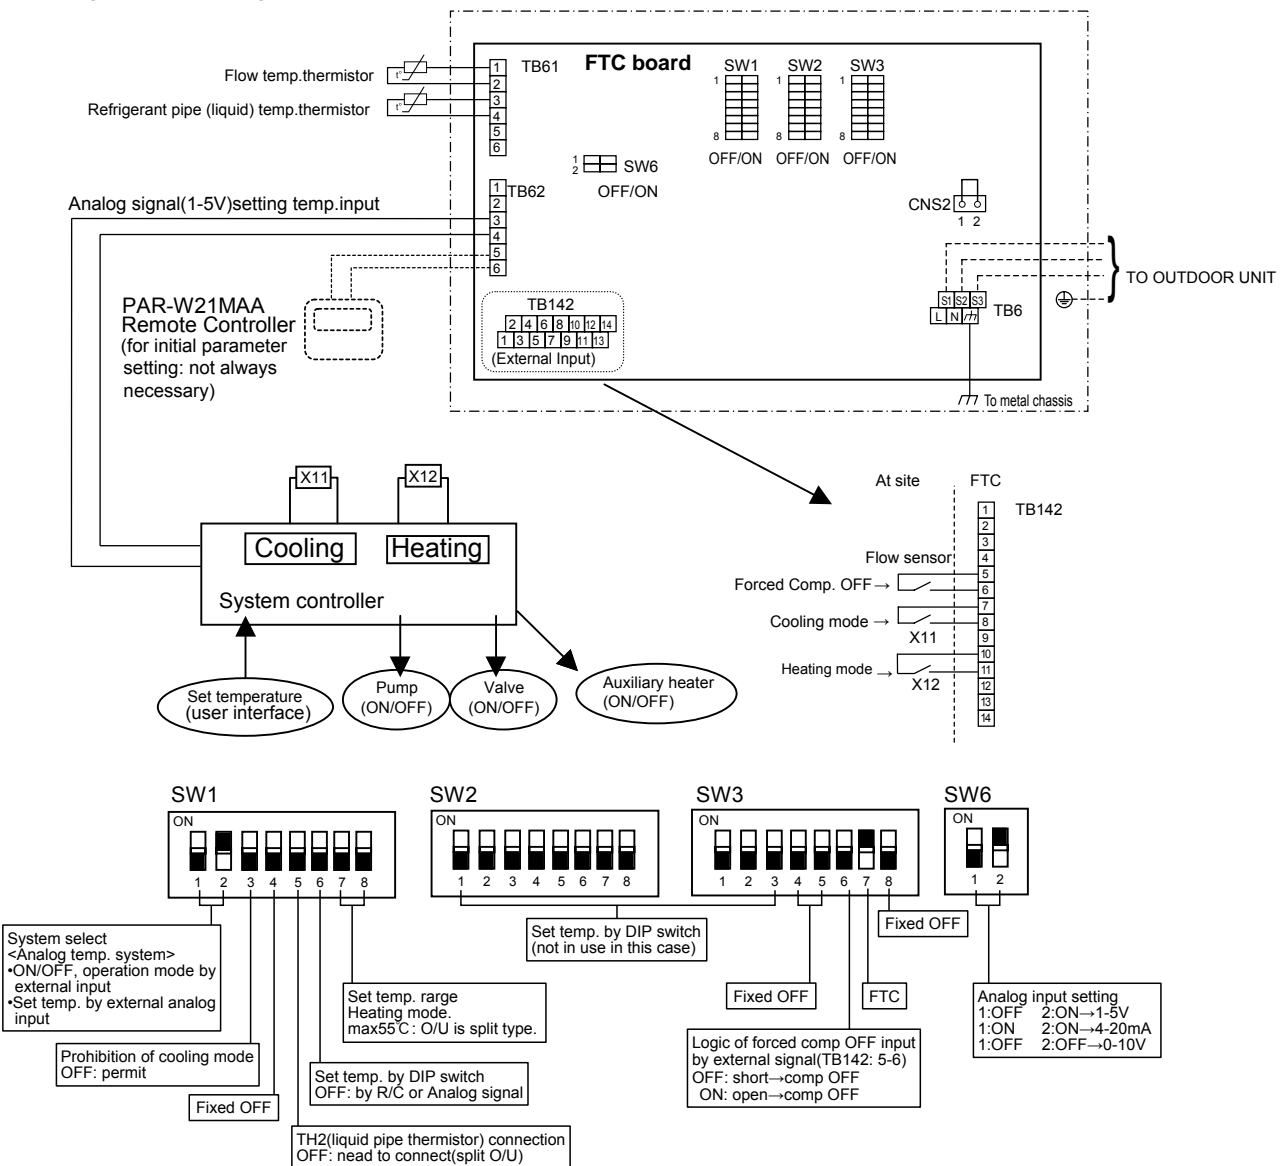 FTC board
Flow temp.thermistor
t°
Refrigerant pipe (liquid) temp.thermistor
t°
1
2
3
4
5
6
TB61
SW1
1
8
OFF/ON
SW2
1
8
OFF/ON
SW3
1
8
OFF/ON
1
2
SW6
OFF/ON
1
2
3
4
5
6
TB62
Analog signal(1-5V)setting temp.input
CNS2
1 2
PAR-W21MAA
Remote Controller
(for initial parameter
setting: not always
necessary)
TB142
2 4 6 8 10 12 14
1 3 5 7 9 11 13
(External Input)
S1 S2 S3
L N
TB6
TO OUTDOOR UNIT
To metal chassis
X11
X12
Cooling
Heating
System controller
Set temperature
(user interface)
Pump
(ON/OFF)
Valve
(ON/OFF)
Auxiliary heater
(ON/OFF)
At site
FTC
TB142
1
2
3
4
5
6
7
8
9
10
11
12
13
14
Flow sensor
Forced Comp. OFF→
Cooling mode →
X11
Heating mode →
X12
SW1
ON
1 2 3 4 5 6 7 8
SW2
ON
1 2 3 4 5 6 7 8
SW3
ON
1 2 3 4 5 6 7 8
SW6
ON
1 2
System select
<Analog temp. system>
•ON/OFF, operation mode by
external input
•Set temp. by external analog
input
Prohibition of cooling mode
OFF: permit
Fixed OFF
TH2(liquid pipe thermistor) connection
OFF: nead to connect(split O/U)
Set temp. by DIP switch
OFF: by R/C or Analog signal
Set temp. range
Heating mode.
max55℃: O/U is split type.
Set temp. by DIP switch
(not in use in this case)
Fixed OFF
Logic of forced comp OFF input
by external signal(TB142: 5-6)
OFF: short→comp OFF
ON: open→comp OFF
FTC
Fixed OFF
Analog input setting
1:OFF 2:ON→1-5V
1:ON 2:ON→4-20mA
1:OFF 2:OFF→0-10V